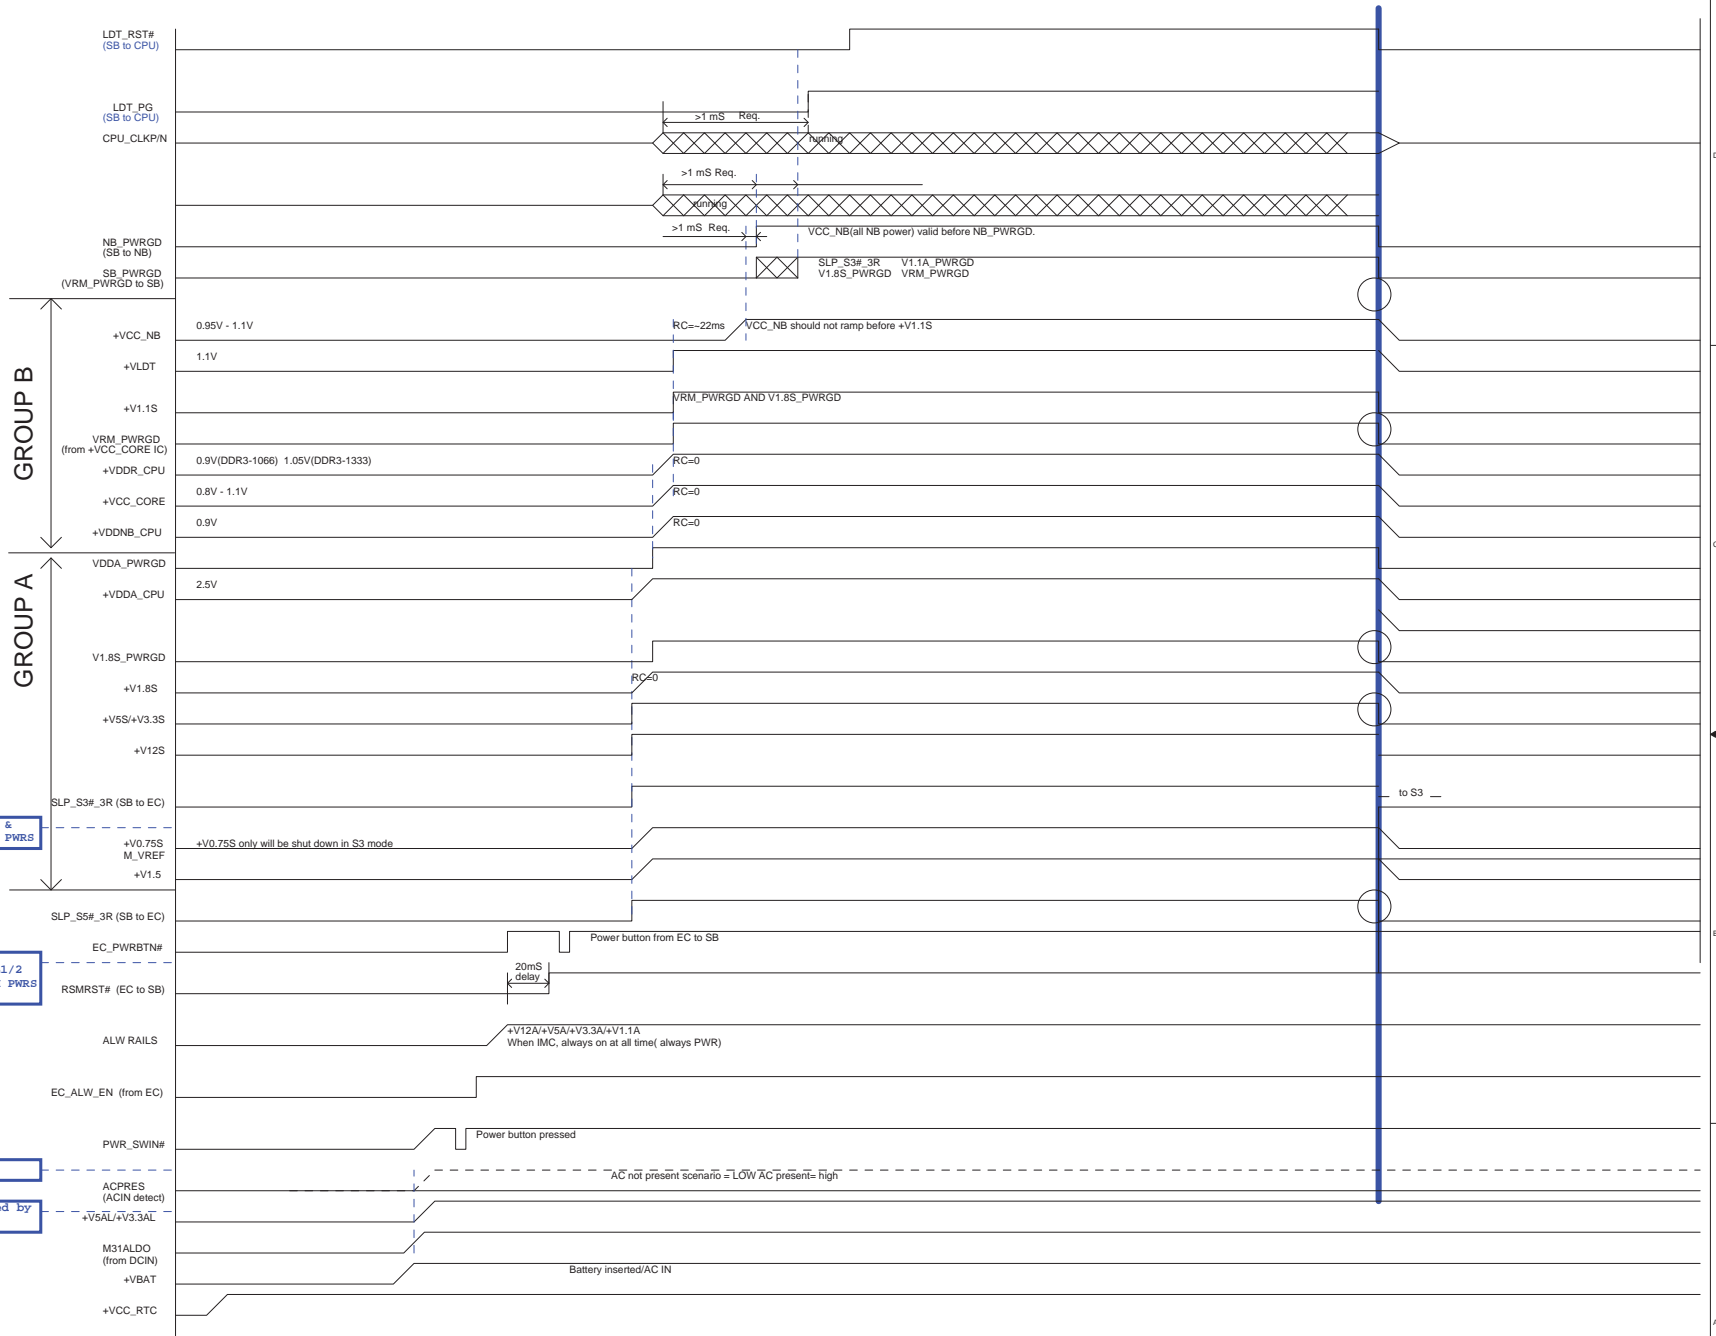 LDT_RST#
(SB to CPU)
LDT_PG
(SB to CPU)
>1 mS Req.
CPU_CLKP/N
running
>1 mS Req.
running
>1 mS Req.
VCC_NB(all NB power) valid before NB_PWRGD.
NB_PWRGD
(SB to NB)
SLP_S3#_3R V1.1A_PWRGD
V1.8S_PWRGD VRM_PWRGD
SB_PWRGD
(VRM_PWRGD to SB)
GROUP B
+VCC_NB
0.95V - 1.1V
RC=~22ms
VCC_NB should not ramp before +V1.1S
+VLDT
1.1V
+V1.1S
VRM_PWRGD AND V1.8S_PWRGD
VRM_PWRGD
(from +VCC_CORE IC)
+VDDR_CPU
0.9V(DDR3-1066) 1.05V(DDR3-1333)
RC=0
+VCC_CORE
0.8V - 1.1V
RC=0
+VDDNB_CPU
0.9V
RC=0
GROUP A
VDDA_PWRGD
+VDDA_CPU
2.5V
V1.8S_PWRGD
+V1.8S
RC=0
+V5S/+V3.3S
+V12S
SLP_S3#_3R (SB to EC)
to S3
&
PWRS
+V0.75S
M_VREF
+V0.75S only will be shut down in S3 mode
+V1.5
SLP_S5#_3R (SB to EC)
EC_PWRBTN#
Power button from EC to SB
1/2
PWRS
20mS
delay
RSMRST# (EC to SB)
ALW RAILS
+V12A/+V5A/+V3.3A/+V1.1A
When IMC, always on at all time( always PWR)
EC_ALW_EN (from EC)
PWR_SWIN#
Power button pressed
ACPRES
(ACIN detect)
AC not present scenario = LOW AC present= high
ed by
+V5AL/+V3.3AL
M31ALDO
(from DCIN)
+VBAT
Battery inserted/AC IN
+VCC_RTC